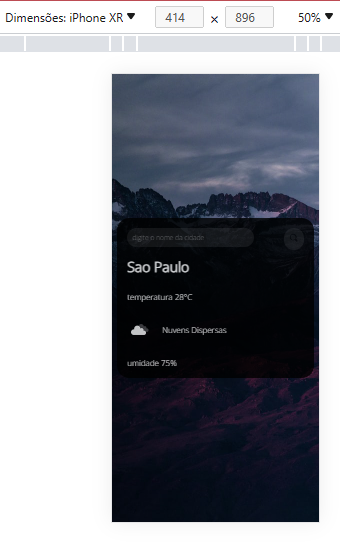 Dimensões: iPhone XR ▼ 414 × 896 50% ▼
digite o nome da cidade
Sao Paulo
temperatura 28°C
Nuvens Dispersas
umidade 75%